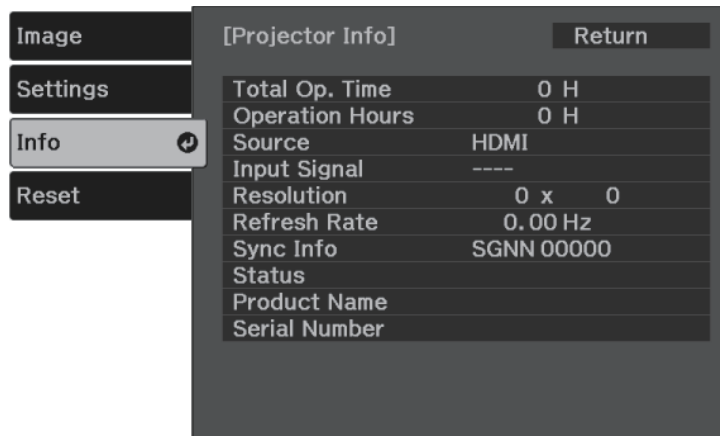 Image
Settings
Info
Reset
[Projector Info]
Return
Total Op. Time 0 H
Operation Hours 0 H
Source HDMI
Input Signal ----
Resolution 0 x 0
Refresh Rate 0.00 Hz
Sync Info SGNN 00000
Status
Product Name
Serial Number